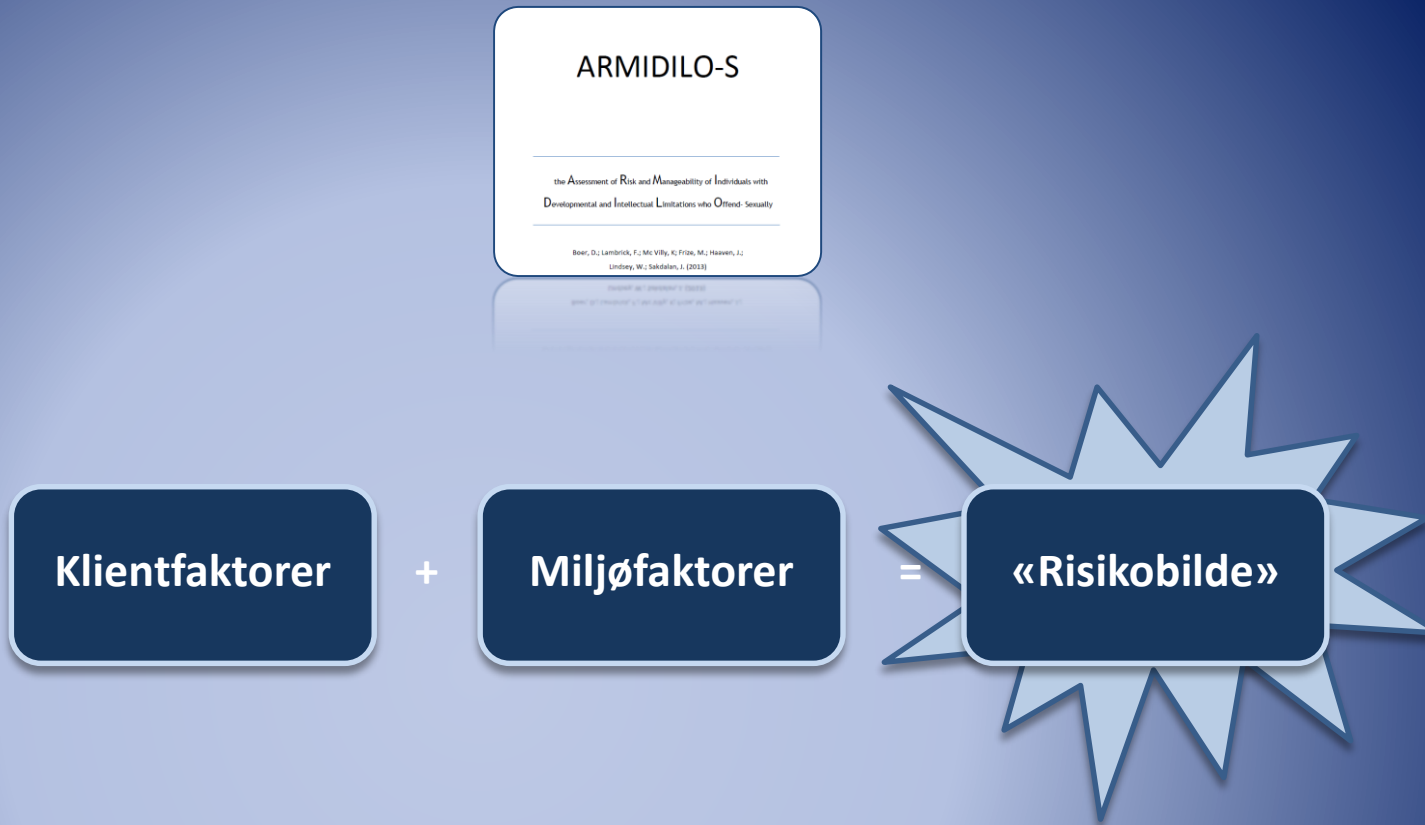 ARMIDILO-S
the Assessment of Risk and Manageability of Individuals with
Developmental and Intellectual Limitations who Offend- Sexually
Boer, D.; Lambrick, F.; Mc Villy, K; Frize, M.; Haaven, J.;
Lindsey, W.; Sakdalan, J. (2013)
Klientfaktorer + Miljøfaktorer = «Risikobilde»